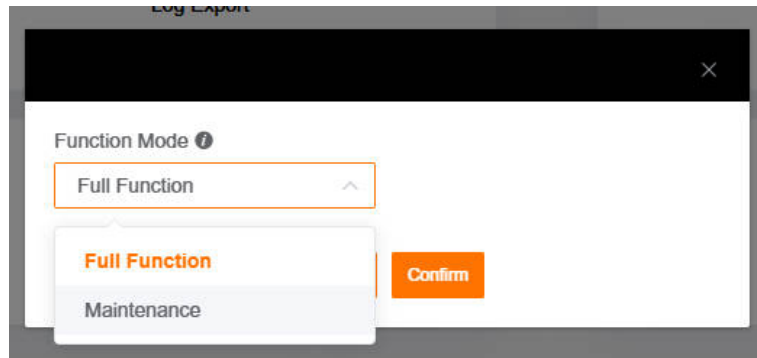 Log Export
Function Mode
Full Function
Full Function
Confirm
Maintenance